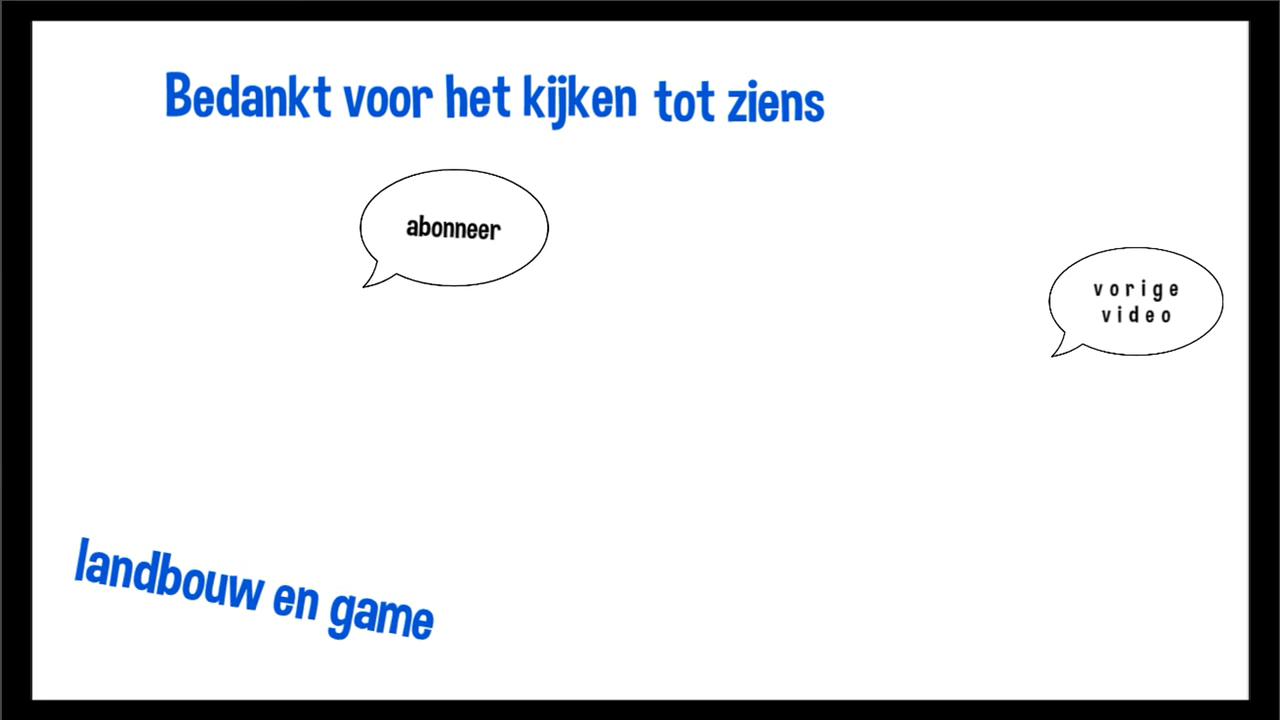 Bedankt voor het kijken tot ziens
abonneer
vorige
video
landbouw en game